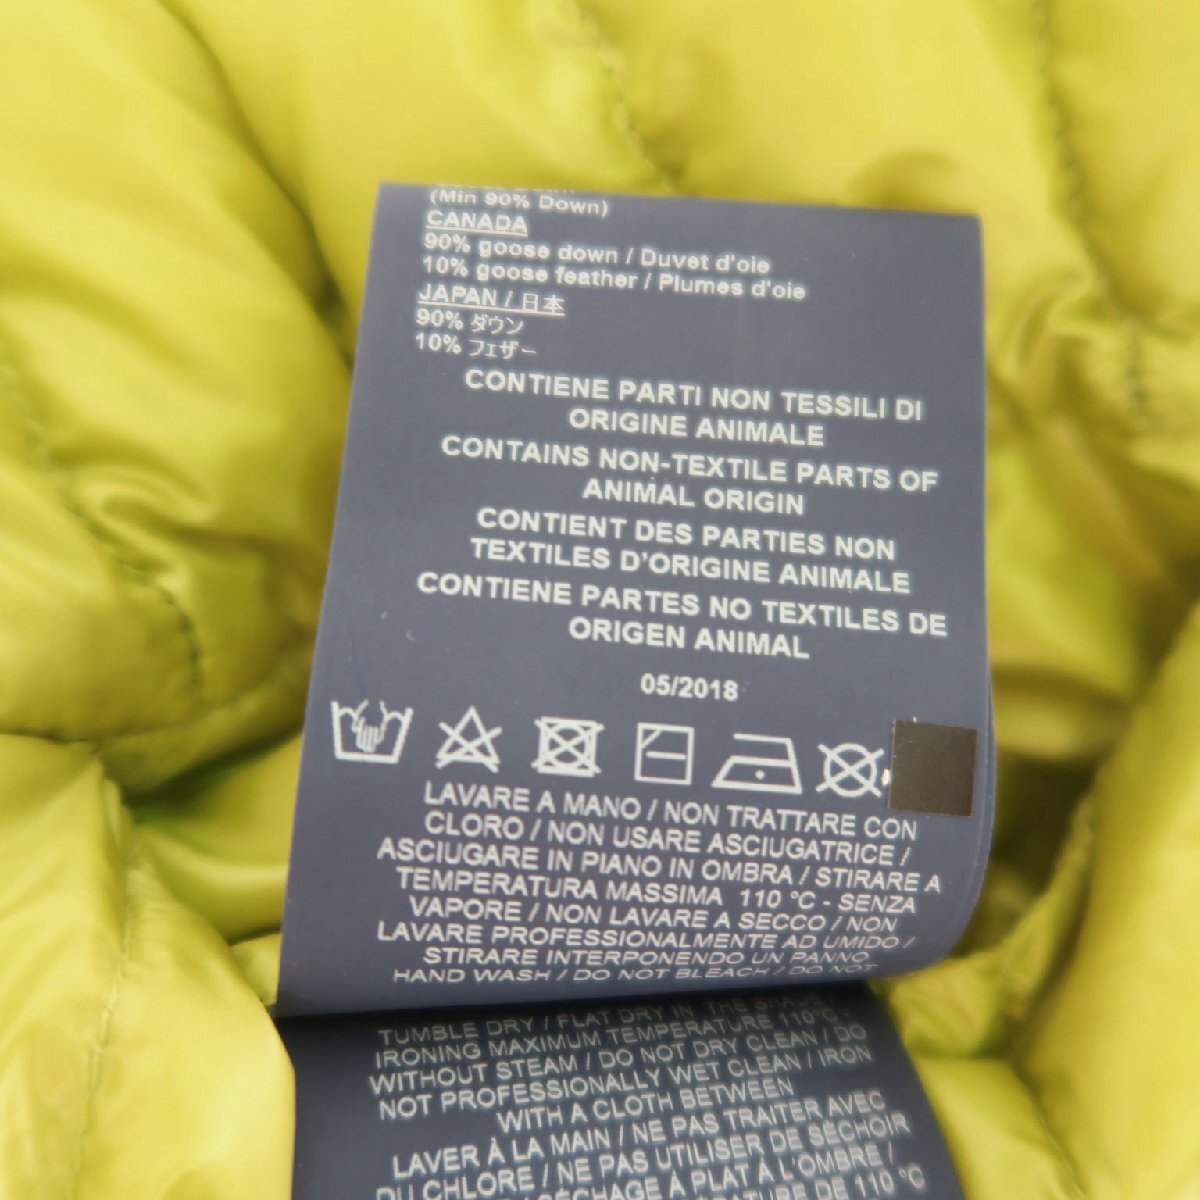 (Min 90% Down)
CANADA
90% goose down / Duvet d'oie
10% goose feather / Plumes d'oie
JAPAN / 日本
90% ダウン
10% フェザー
CONTIENE PARTI NON TESSILI DI
ORIGINE ANIMALE
CONTAINS NON-TEXTILE PARTS OF
ANIMAL ORIGIN
CONTIENT DES PARTIES NON
TEXTILES D'ORIGINE ANIMALE
CONTIENE PARTES NO TEXTILES DE
ORIGEN ANIMAL
05/2018
LAVARE A MANO / NON TRATTARE CON
CLORO / NON USARE ASCIUGATRICE /
ASCIUGARE IN PIANO IN OMBRA / STIRARE A
TEMPERATURA MASSIMA 110 °C - SENZA
VAPORE / NON LAVARE A SECCO / NON
LAVARE PROFESSIONALMENTE AD UMIDO /
STIRARE INTERPONENDO UN PANNO
HAND WASH / DO NOT BLEACH / DO NOT
TUMBLE DRY / FLAT DRY IN THE SHADE /
IRONING MAXIMUM TEMPERATURE 110°C -
WITHOUT STEAM / DO NOT DRY CLEAN / DO
NOT PROFESSIONALLY WET CLEAN / IRON
WITH A CLOTH BETWEEN
LAVER À LA MAIN / NE PAS TRAITER AVEC
DU CHLORE / NE PAS UTILISER DE SÉCHOIR
SÉCHAGE À PLAT À L'OMBRE /
DE 110 °C